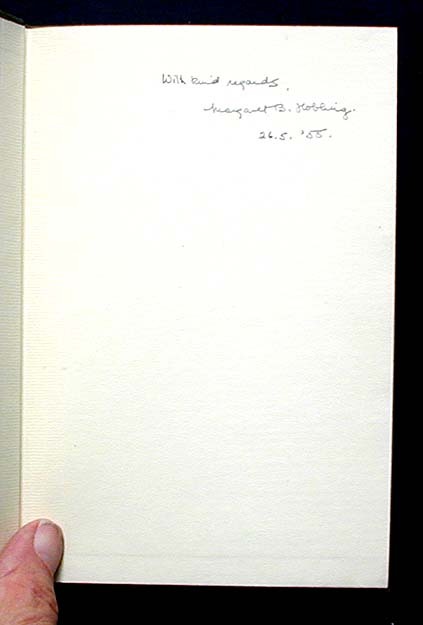 With kind regards,
Margaret B. Hobling.
26.5. '55.